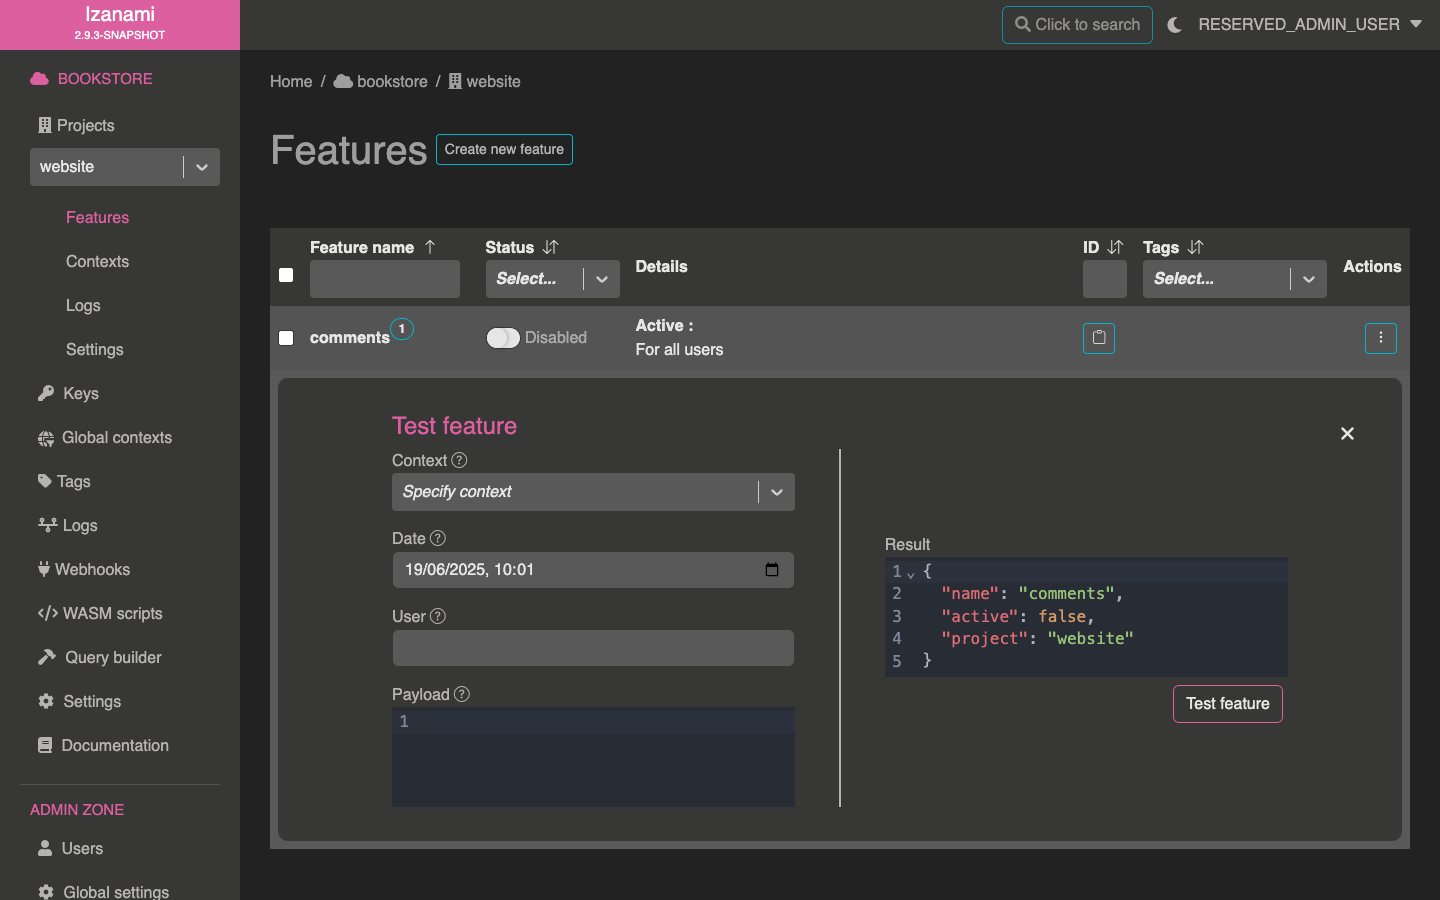 Izanami
2.9.3-SNAPSHOT
Click to search
RESERVED_ADMIN_USER
BOOKSTORE
Projects
website
Features
Contexts
Logs
Settings
Keys
Global contexts
Tags
Logs
Webhooks
WASM scripts
Query builder
Settings
Documentation
ADMIN ZONE
Users
Global settings
Home / bookstore / website
Features
Create new feature
Feature name
Status
Select...
Details
ID
Tags
Select...
Actions
comments 1
Disabled
Active :
For all users
Test feature
Context ?
Specify context
Date ?
19/06/2025, 10:01
User ?
Payload ?
1
Result
1 {
2 "name": "comments",
3 "active": false,
4 "project": "website"
5 }
Test feature